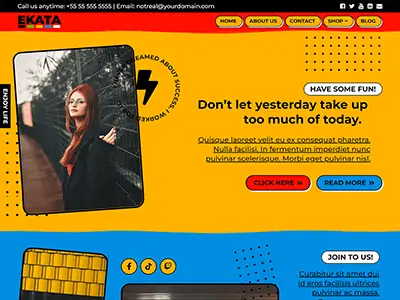 Call us anytime: +55 55 555 5555 | Email: notreal@yourdomain.com
EKATA
HOME
ABOUT US
CONTACT
SHOP
BLOG
ENJOY LIFE
DREAMED ABOUT SUCCESS, I WORKED
HAVE SOME FUN!
Don't let yesterday take up
too much of today.
Quisque laoreet velit eu ex consequat pharetra.
Nulla facilisi. In fermentum imperdiet nunc
pulvinar scelerisque. Morbi eget pulvinar nisl.
CLICK HERE »
READ MORE »
JOIN TO US!
Curabitur sit amet dui
id eros facilisis ultrices
pulvinar ac massa.